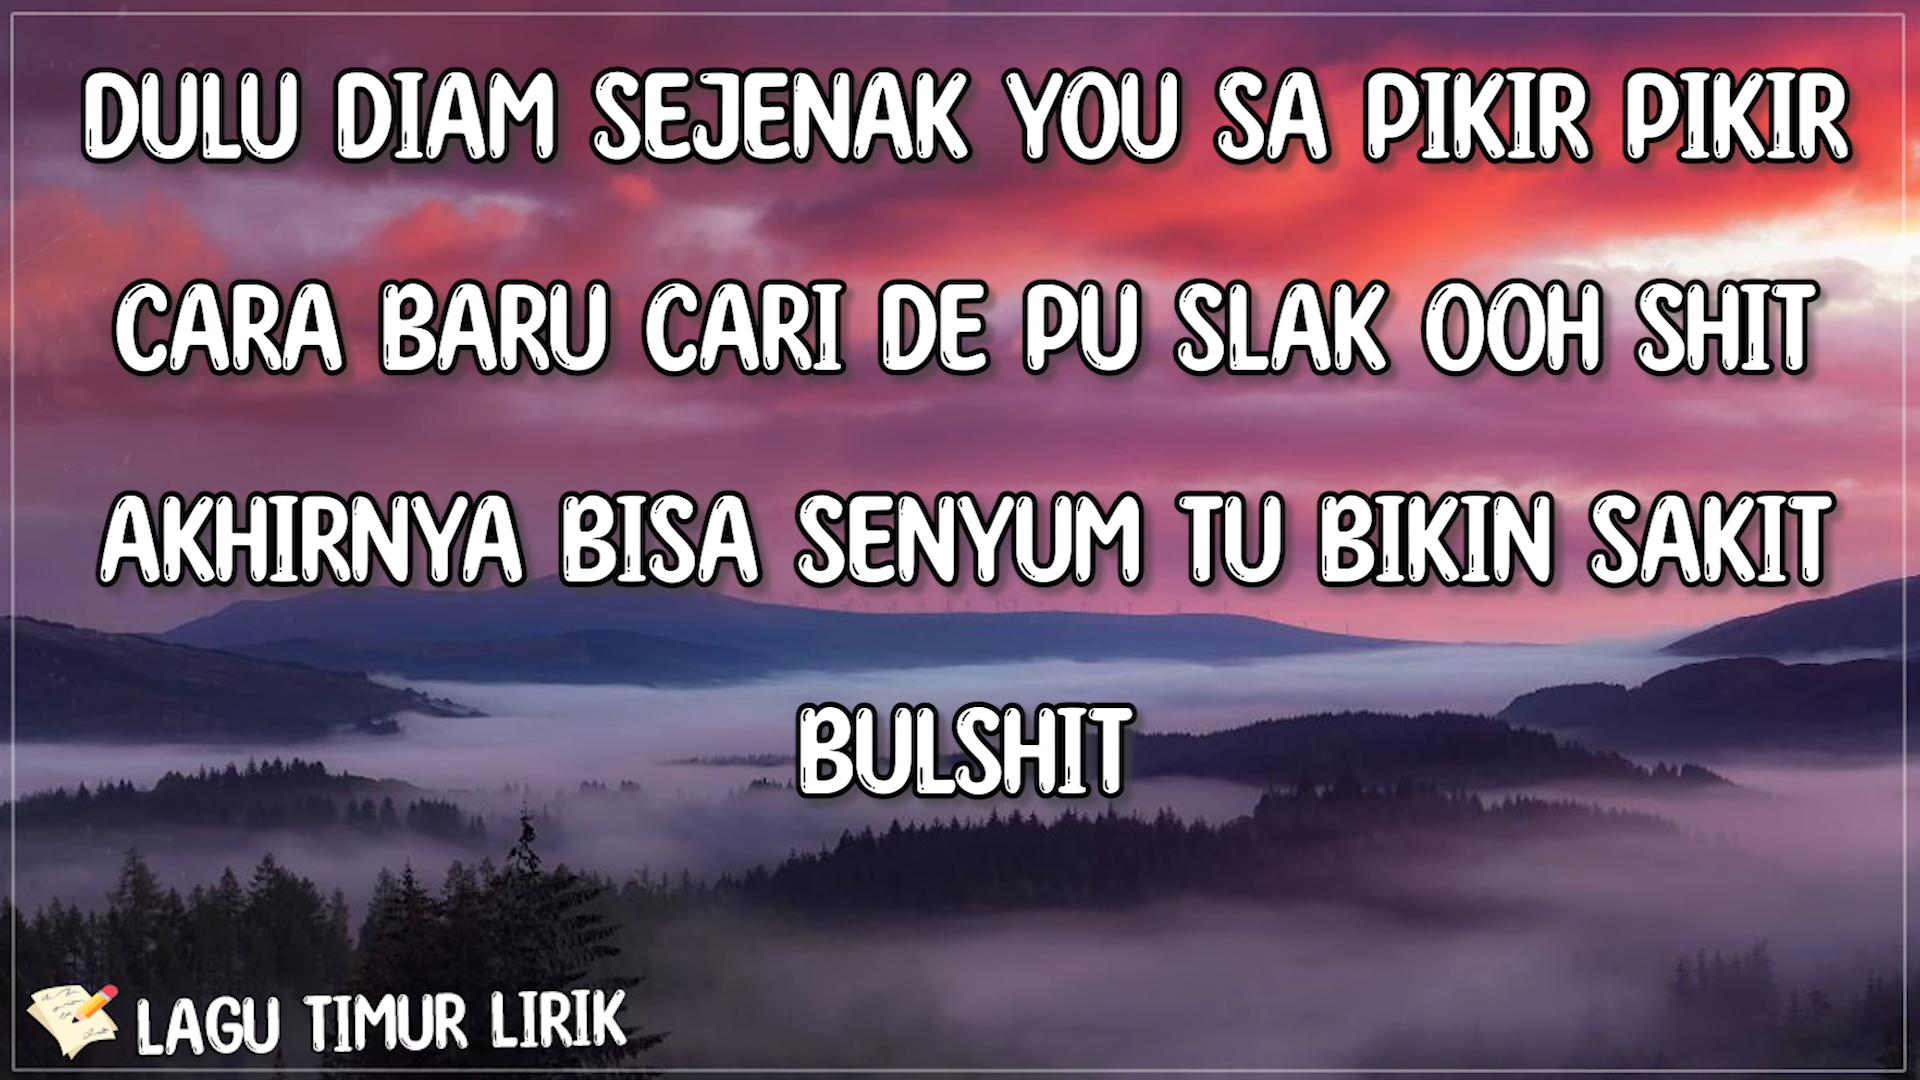 DULU DIAM SEJENAK YOU SA PIKIR PIKIR
CARA BARU CARI DE PU SLAK OOH SHIT
AKHIRNYA BISA SENYUM TU BIKIN SAKIT
BULSHIT
LAGU TIMUR LIRIK